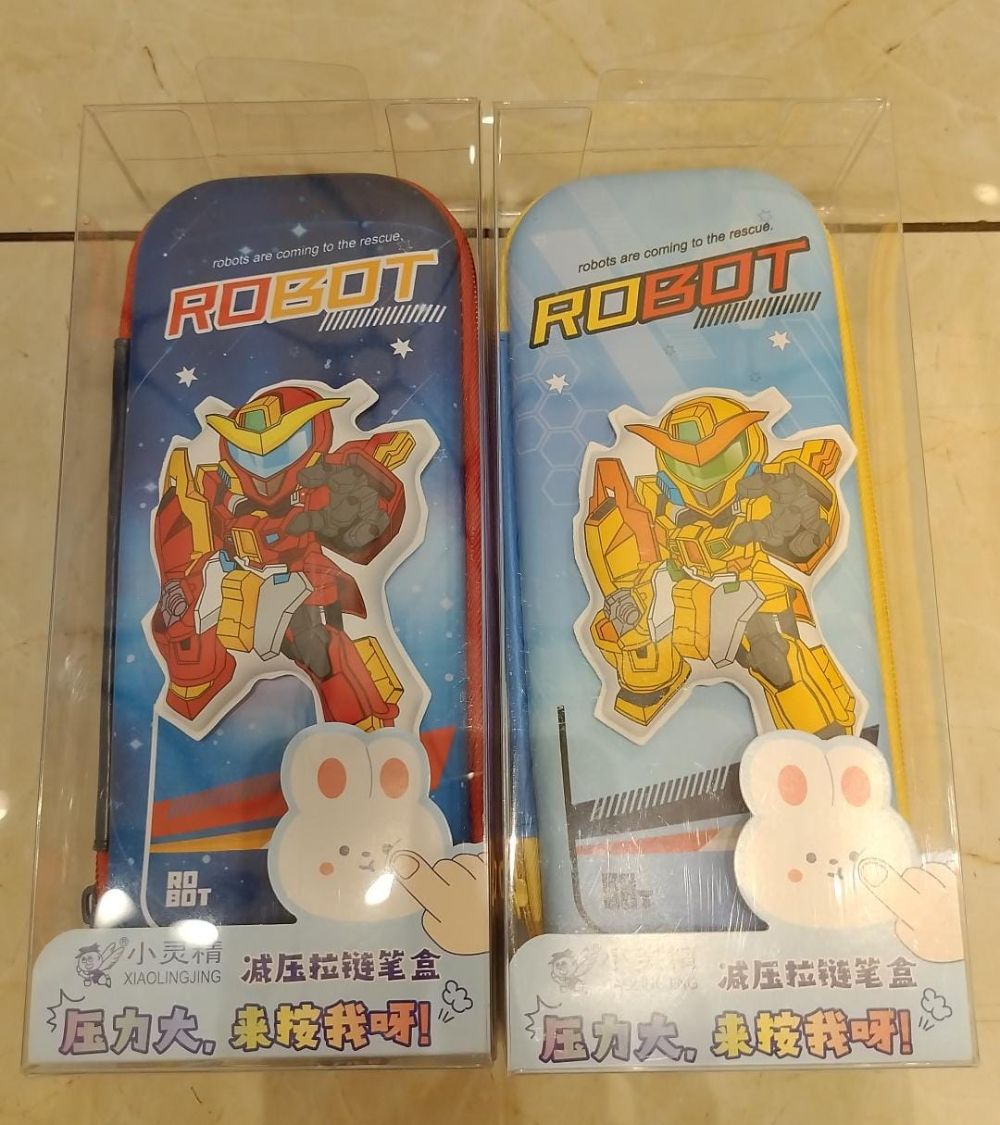 robots are coming to the rescue.
ROBOT
RO
BOT
®小灵精
XIAOLINGJING
减压拉链笔盒
压力大, 来按我呀!
robots are coming to the rescue.
ROBOT
减压拉链笔盒
压力大, 来按我呀!